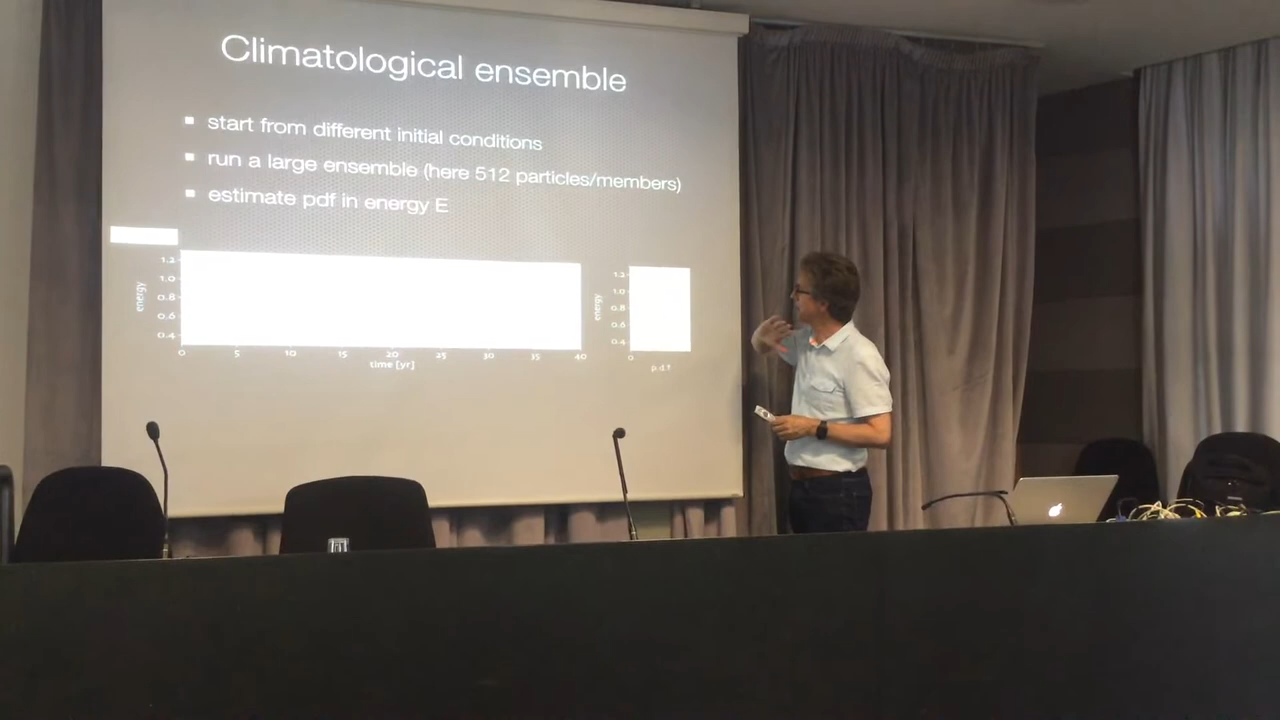 Climatological ensemble
start from different initial conditions
run a large ensemble (here 512 particles/members)
estimate pdf in energy E
1.2
1.0
0.8
0.6
0.4
energy
0 5 10 15 20 25 30 35 40
time [yr]
1.2
1.0
0.8
0.6
0.4
energy
0
p.d.f